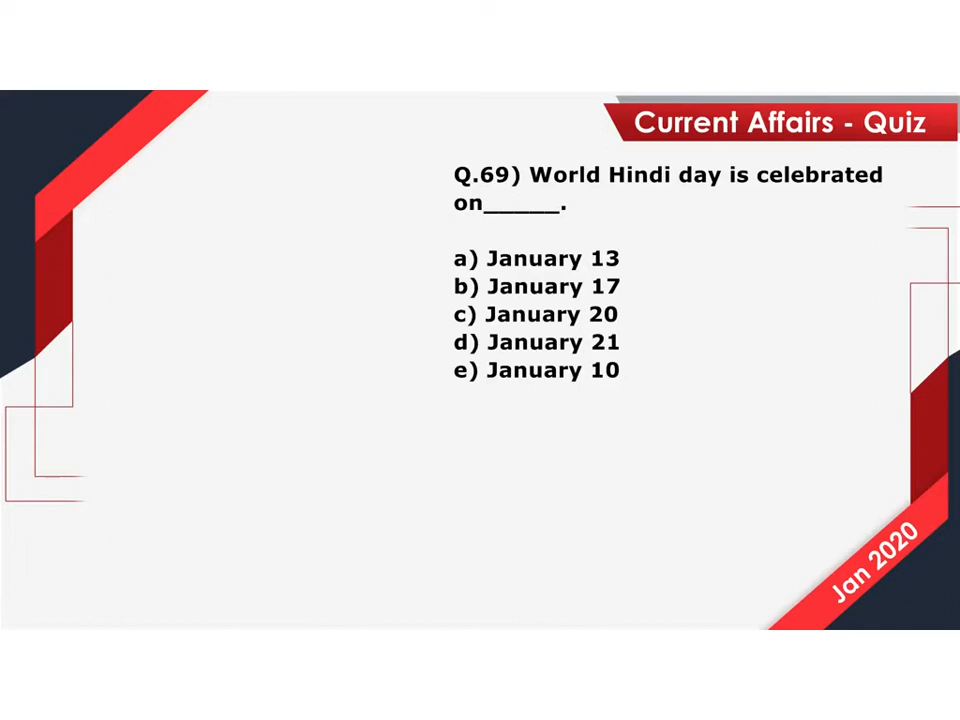 Current Affairs - Quiz
Q.69) World Hindi day is celebrated
on_____.
a) January 13
b) January 17
c) January 20
d) January 21
e) January 10
Jan 2020